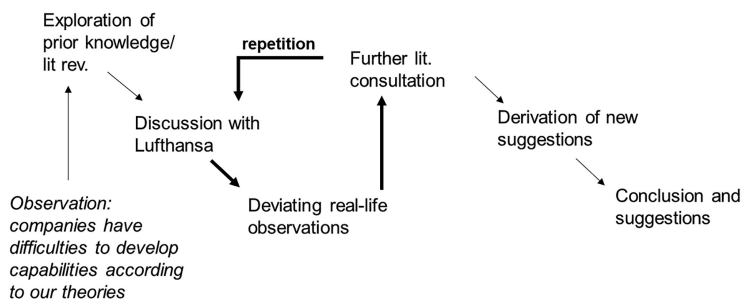 Exploration of
prior knowledge/
lit rev.
repetition
Further lit.
consultation
Discussion with
Lufthansa
Derivation of new
suggestions
Deviating real-life
observations
Conclusion and
suggestions
Observation:
companies have
difficulties to develop
capabilities according
to our theories